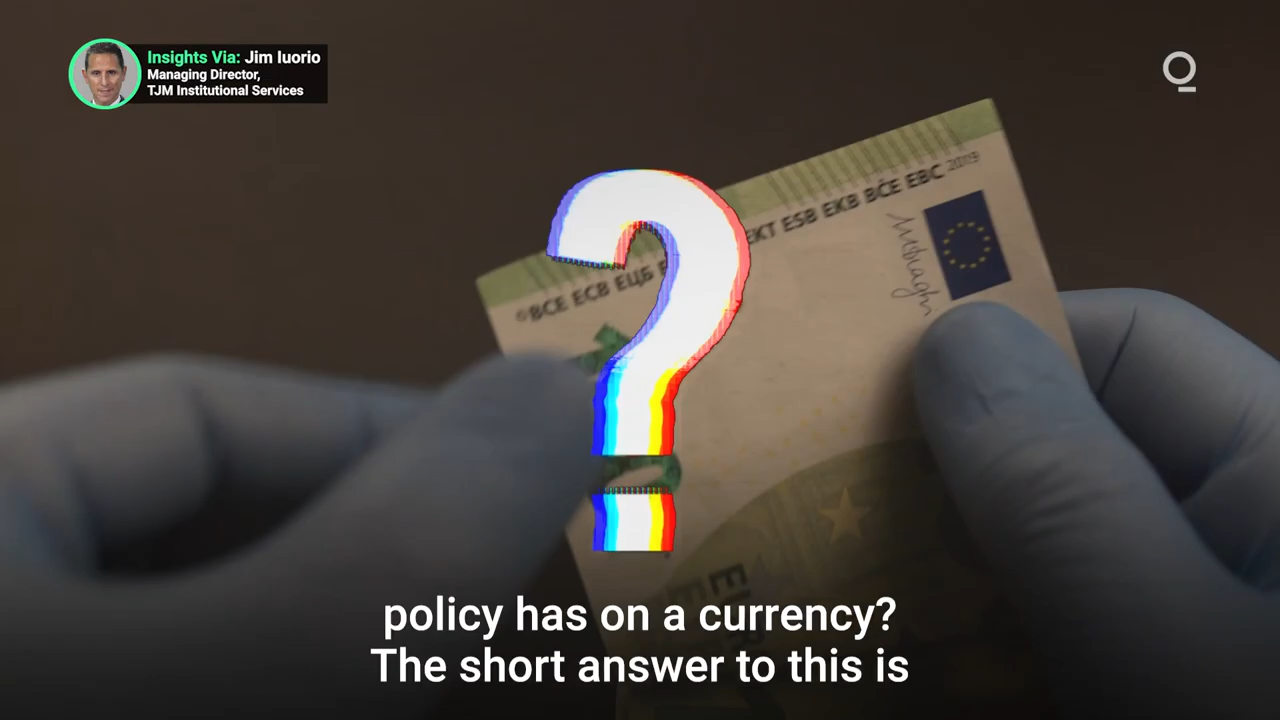 Insights Via: Jim Iuorio
Managing Director,
TJM Institutional Services
©BCE ECB ЕЦБ
EKT ESB EKB BĊE EBC 2019
?
policy has on a currency?
The short answer to this is